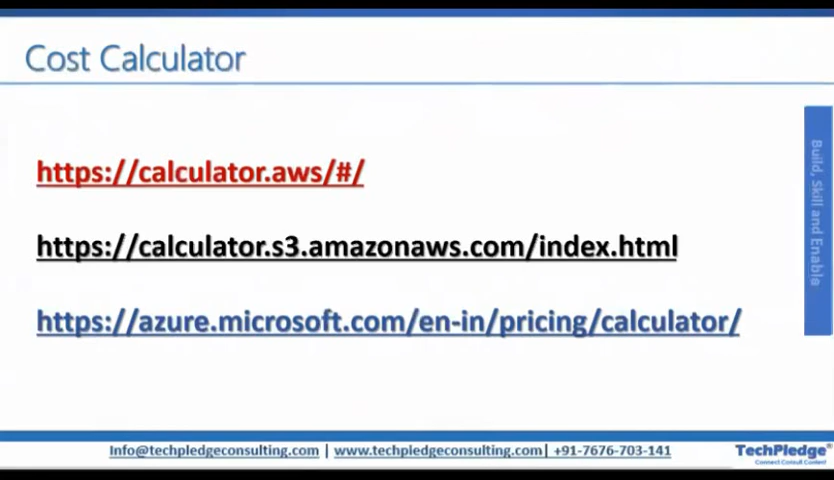 Cost Calculator
https://calculator.aws/#/
https://calculator.s3.amazonaws.com/index.html
https://azure.microsoft.com/en-in/pricing/calculator/
Build, Skill and Enable
Info@techpledgeconsulting.com | www.techpledgeconsulting.com| +91-7676-703-141
TechPledge®
Connect Consult Content